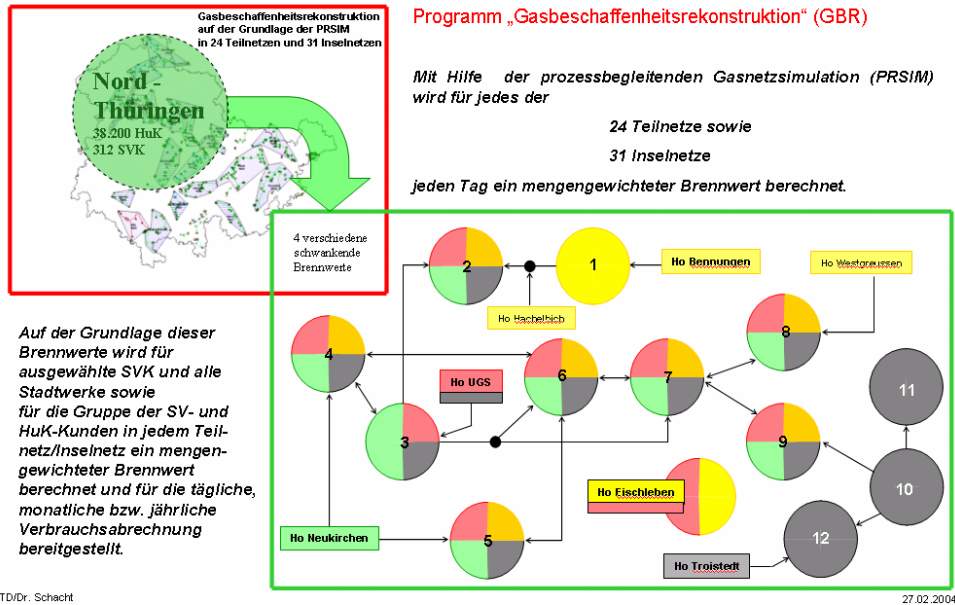 Programm „Gasbeschaffenheitsrekonstruktion“ (GBR)
Gasbeschaffenheitsrekonstruktion
auf der Grundlage der PRSIM
in 24 Teilnetzen und 31 Inselnetzen
Nord -
Thüringen
38.200 HuK
312 SVK
Mit Hilfe der prozessbegleitenden Gasnetzsimulation (PRSIM)
wird für jedes der
24 Teilnetze sowie
31 Inselnetze
jeden Tag ein mengengewichteter Brennwert berechnet.
4 verschiedene
schwankende
Brennwerte
2
1
Ho Bennungen
Ho Westgreussen
Ho Hachelbich
4
6
7
8
Ho UGS
11
3
9
Ho Eischleben
10
Ho Neukirchen
5
12
Ho Troistedt
Auf der Grundlage dieser
Brennwerte wird für
ausgewählte SVK und alle
Stadtwerke sowie
für die Gruppe der SV- und
HuK-Kunden in jedem Teil-
netz/Inselnetz ein mengen-
gewichteter Brennwert
berechnet und für die tägliche,
monatliche bzw. jährliche
Verbrauchsabrechnung
bereitgestellt.
TD/Dr. Schacht
27.02.2004